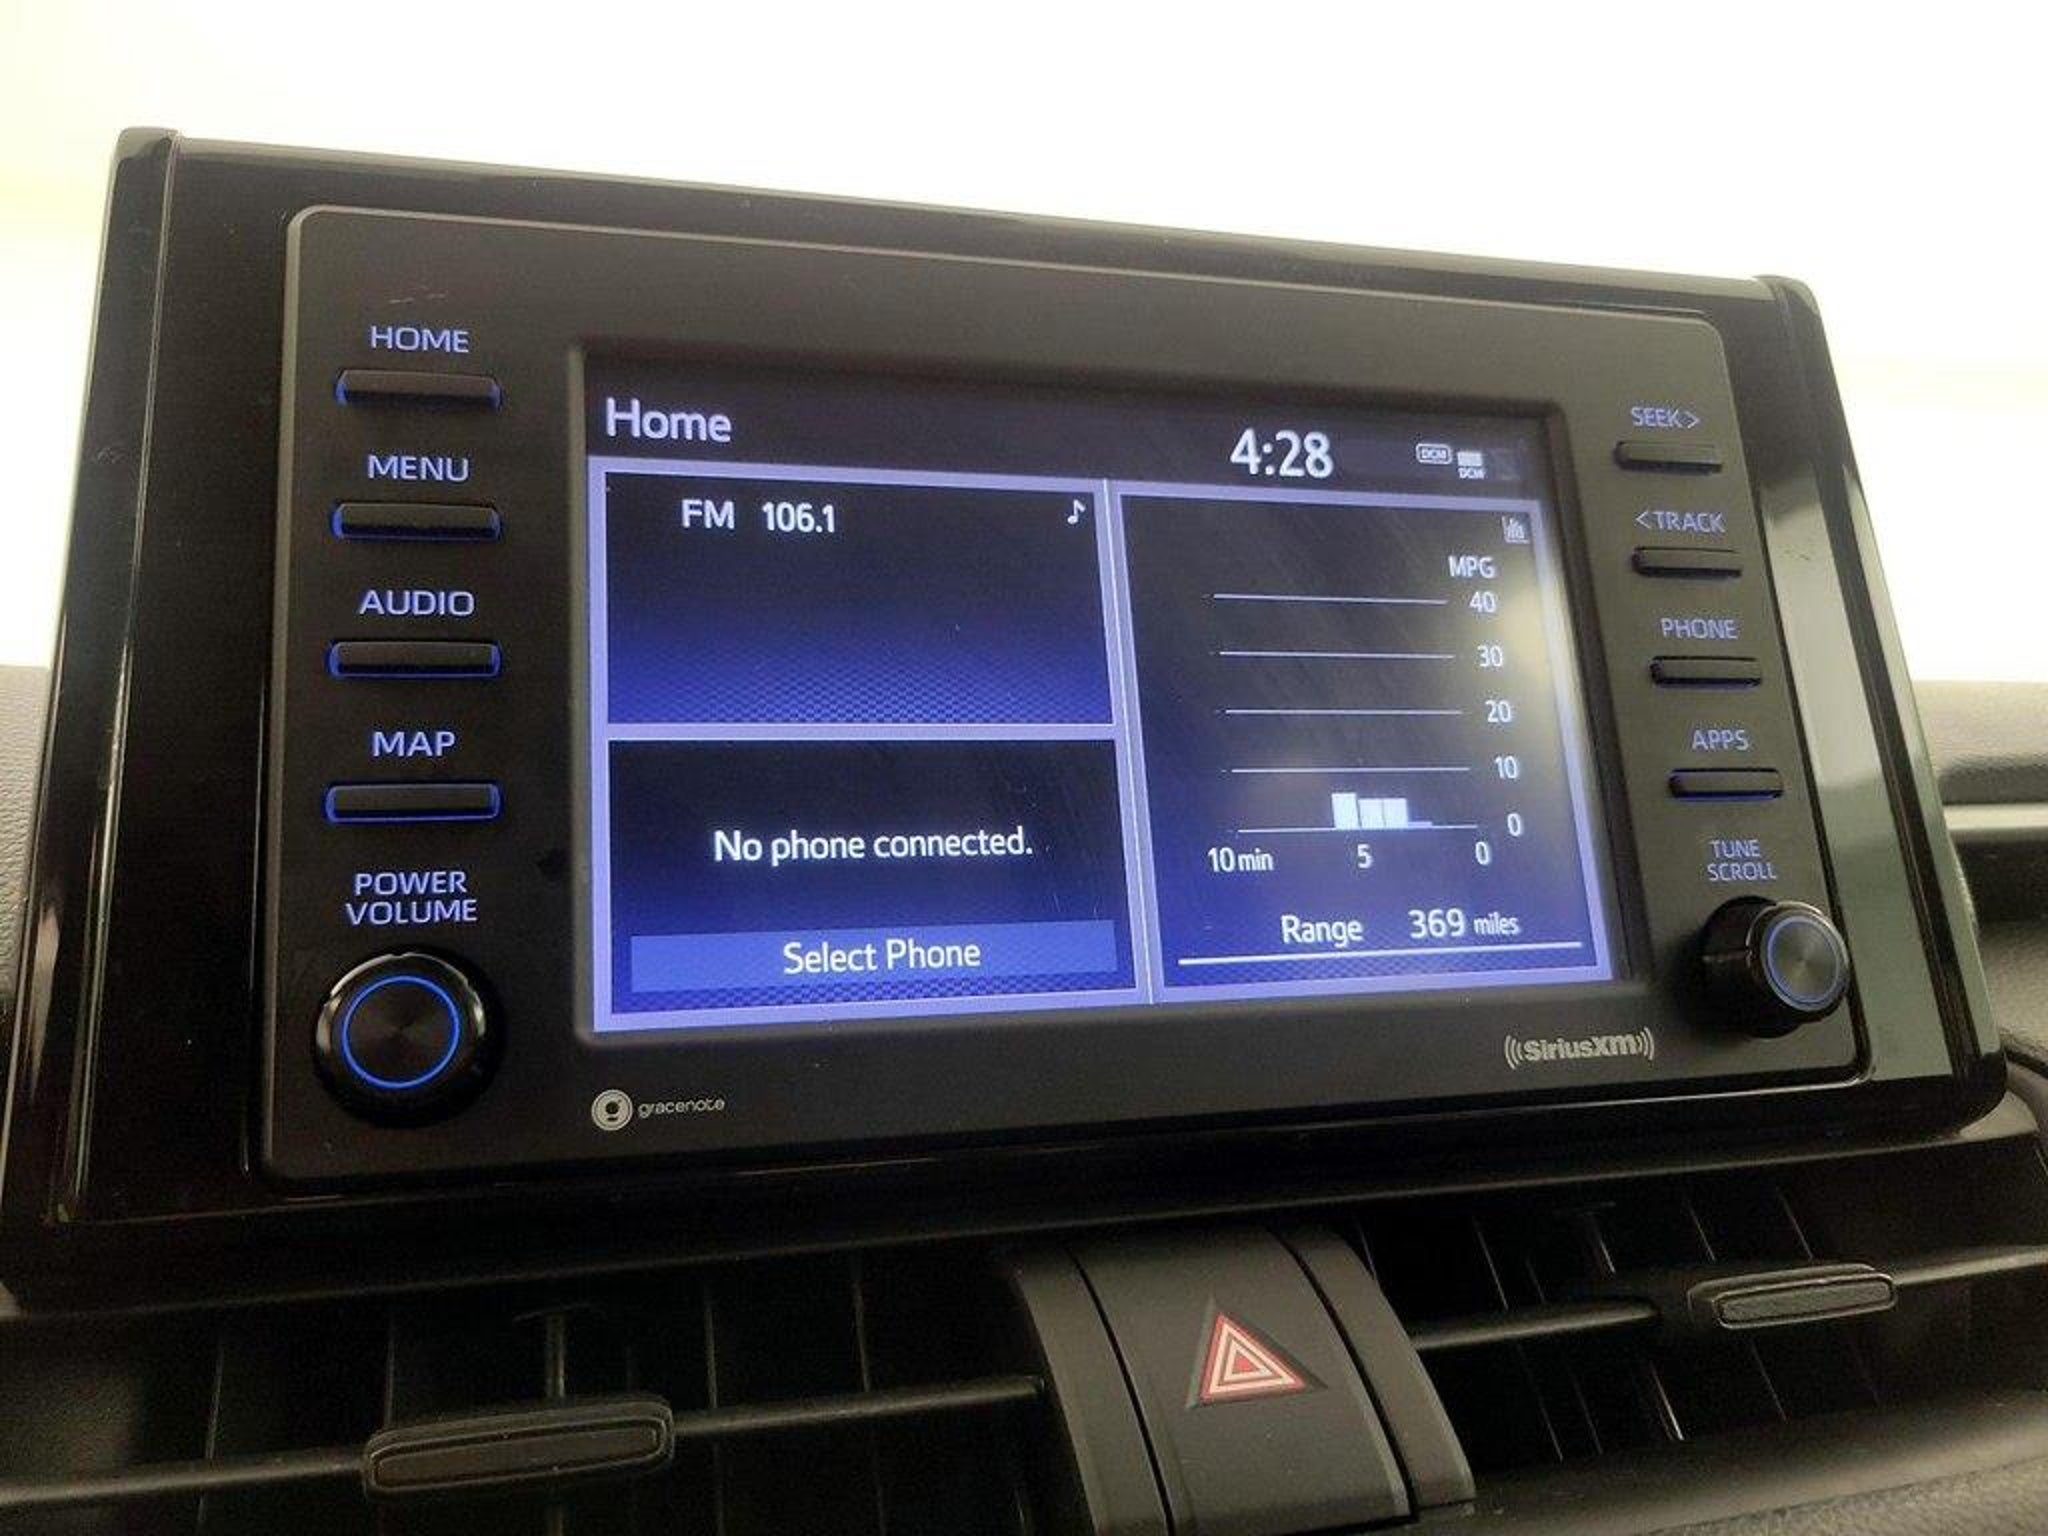 HOME
MENU
AUDIO
MAP
POWER
VOLUME
Home
4:28
DCM
DCM
FM 106.1
No phone connected.
Select Phone
MPG
40
30
20
10
0
10 min 5 0
Range 369 miles
SEEK >
< TRACK
PHONE
APPS
TUNE
SCROLL
gracenote
((SiriusXM))